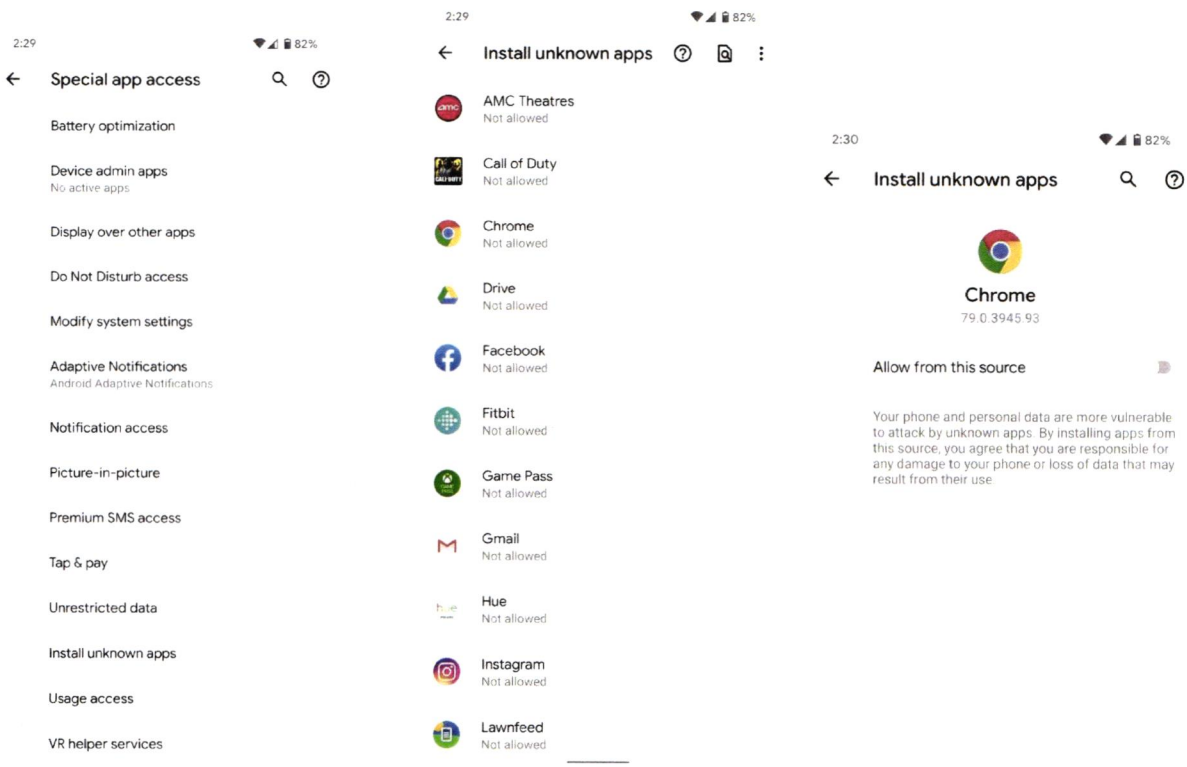 2:29
82%
Special app access
Battery optimization
Device admin apps
No active apps
Display over other apps
Do Not Disturb access
Modify system settings
Adaptive Notifications
Android Adaptive Notifications
Notification access
Picture-in-picture
Premium SMS access
Tap & pay
Unrestricted data
Install unknown apps
Usage access
VR helper services
2:29
82%
Install unknown apps
amc
AMC Theatres
Not allowed
CALL OF DUTY
Call of Duty
Not allowed
Chrome
Not allowed
Drive
Not allowed
Facebook
Not allowed
Fitbit
Not allowed
GAME
PASS
Game Pass
Not allowed
Gmail
Not allowed
hue
Hue
Not allowed
Instagram
Not allowed
Lawnfeed
Not allowed
2:30
82%
Install unknown apps
Chrome
79.0.3945.93
Allow from this source
Your phone and personal data are more vulnerable
to attack by unknown apps. By installing apps from
this source, you agree that you are responsible for
any damage to your phone or loss of data that may
result from their use.